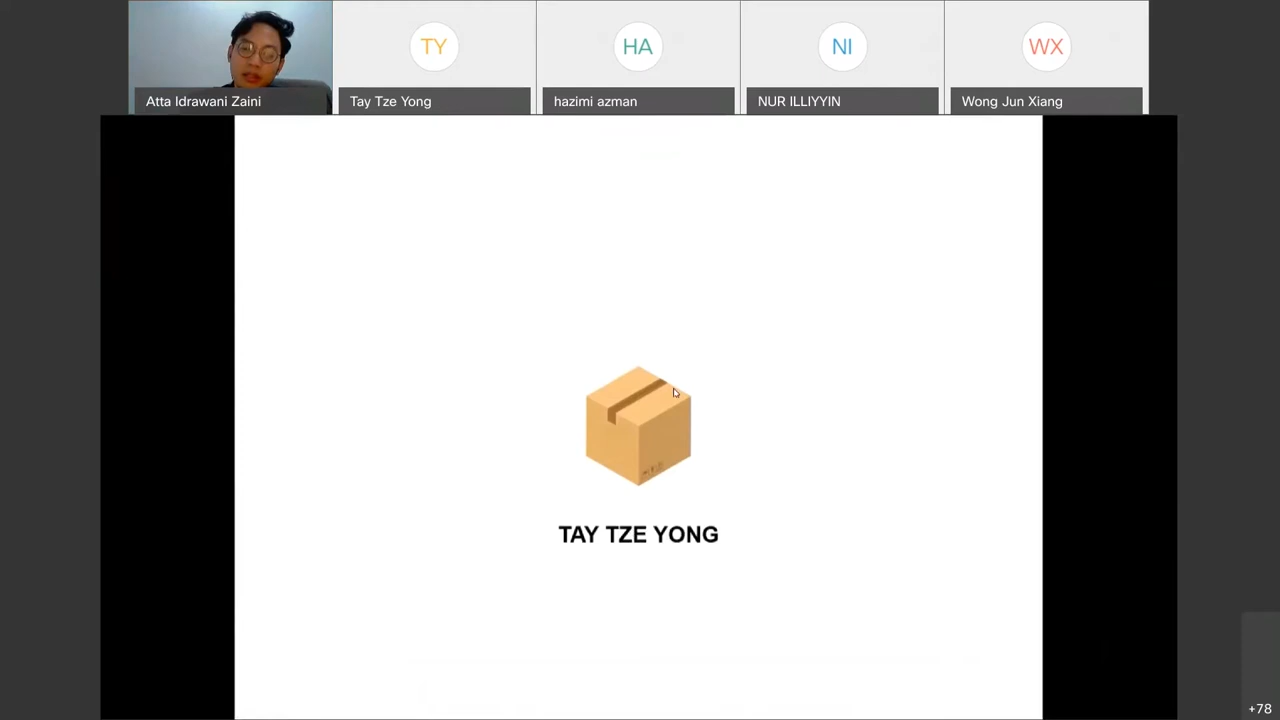 TY
HA
NI
WX
Atta Idrawani Zaini
Tay Tze Yong
hazimi azman
NUR ILLIYYIN
Wong Jun Xiang
TAY TZE YONG
+78